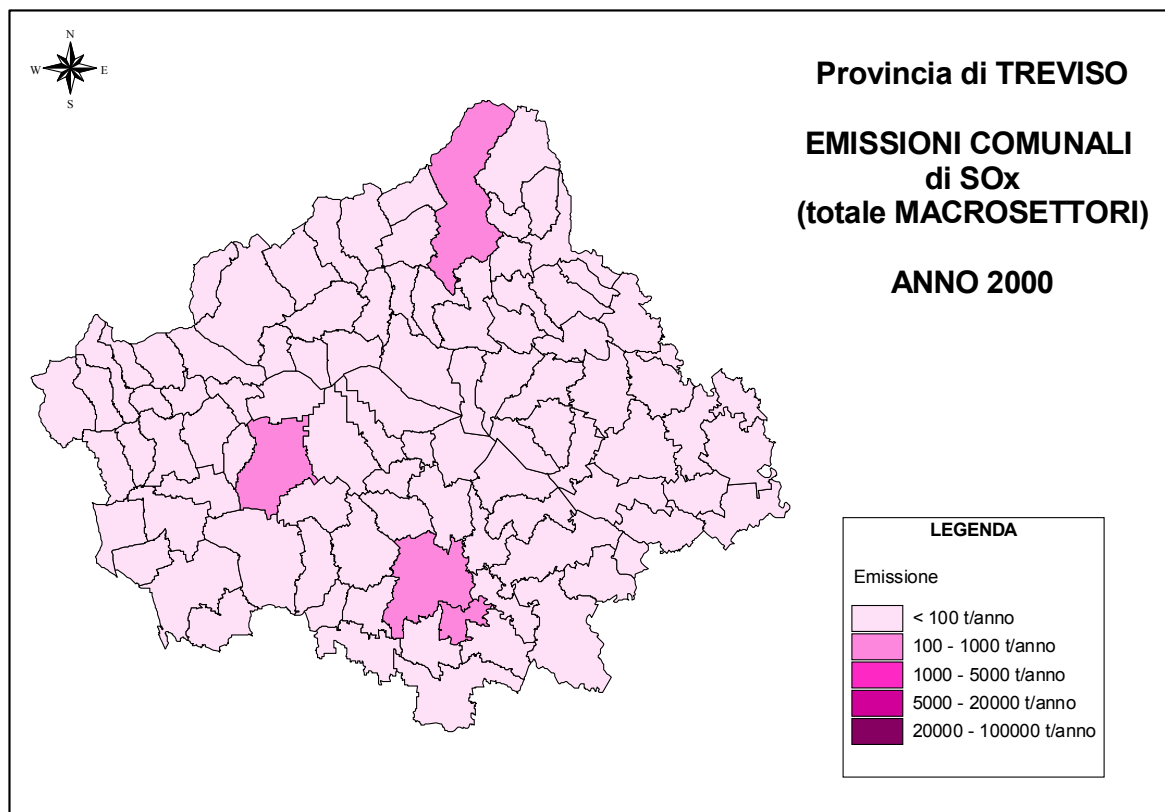 N
W E
S
Provincia di TREVISO
EMISSIONI COMUNALI
di SOx
(totale MACROSETTORI)
ANNO 2000
LEGENDA
Emissione
< 100 t/anno
100 - 1000 t/anno
1000 - 5000 t/anno
5000 - 20000 t/anno
20000 - 100000 t/anno